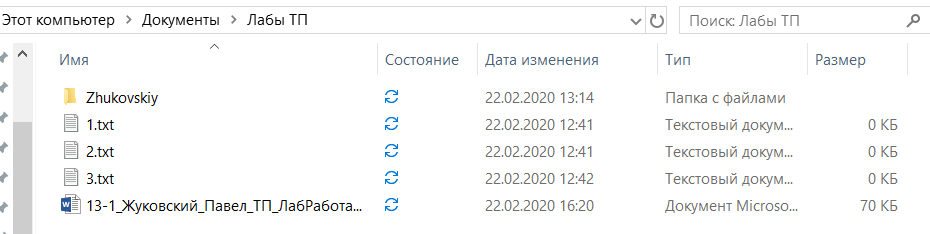 Этот компьютер > Документы > Лабы ТП
Поиск: Лабы ТП
Имя Состояние Дата изменения Тип Размер
Zhukovskiy 22.02.2020 13:14 Папка с файлами
1.txt 22.02.2020 12:41 Текстовый докум... 0 КБ
2.txt 22.02.2020 12:41 Текстовый докум... 0 КБ
3.txt 22.02.2020 12:42 Текстовый докум... 0 КБ
13-1_Жуковский_Павел_ТП_ЛабРабота... 22.02.2020 16:20 Документ Microso... 70 КБ